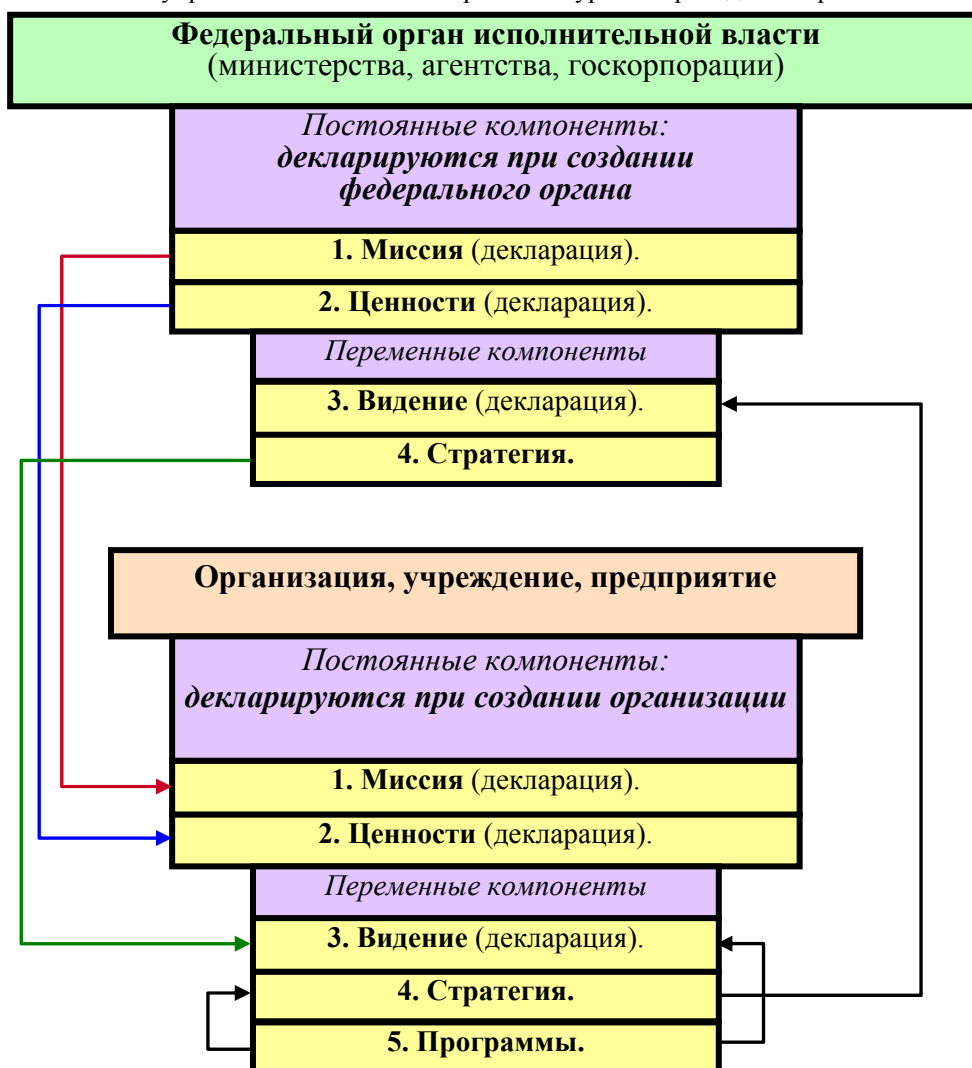 Федеральный орган исполнительной власти
(министерства, агентства, госкорпорации)
Постоянные компоненты:
декларируются при создании
федерального органа
1. Миссия (декларация).
2. Ценности (декларация).
Переменные компоненты
3. Видение (декларация).
4. Стратегия.
Организация, учреждение, предприятие
Постоянные компоненты:
декларируются при создании организации
1. Миссия (декларация).
2. Ценности (декларация).
Переменные компоненты
3. Видение (декларация).
4. Стратегия.
5. Программы.